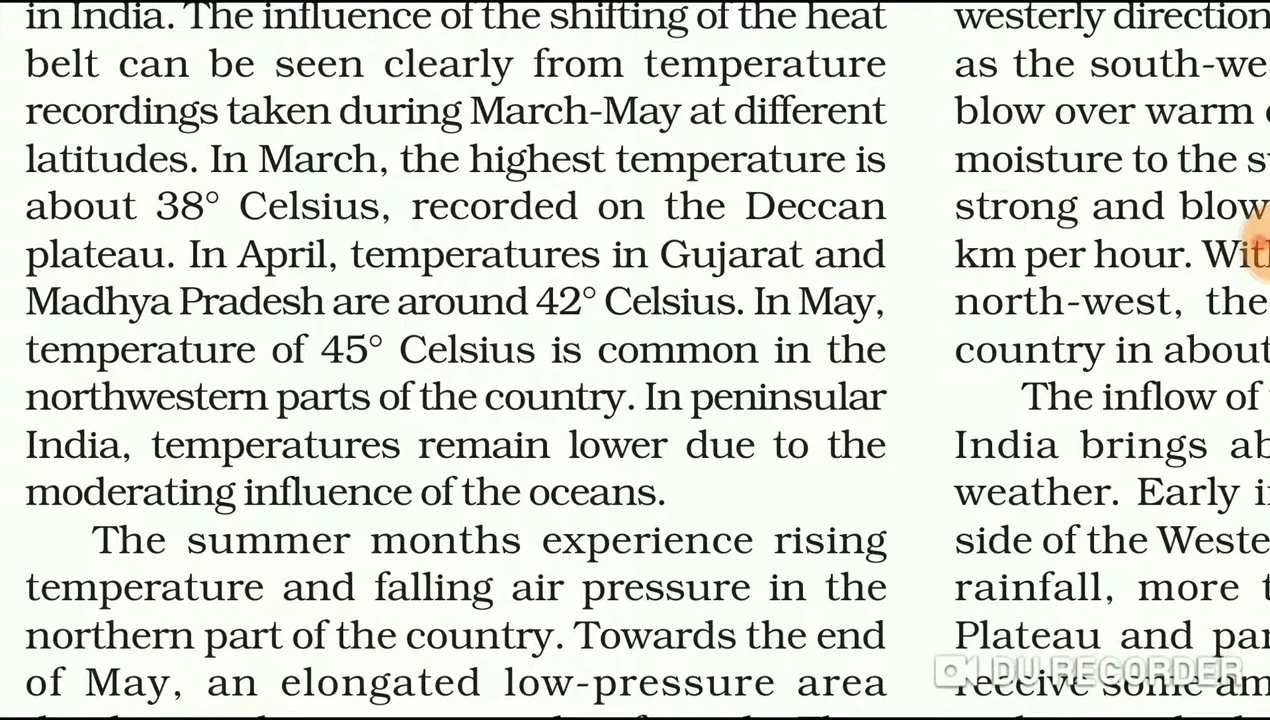 in India. The influence of the shifting of the heat
belt can be seen clearly from temperature
recordings taken during March-May at different
latitudes. In March, the highest temperature is
about 38° Celsius, recorded on the Deccan
plateau. In April, temperatures in Gujarat and
Madhya Pradesh are around 42° Celsius. In May,
temperature of 45° Celsius is common in the
northwestern parts of the country. In peninsular
India, temperatures remain lower due to the
moderating influence of the oceans.
The summer months experience rising
temperature and falling air pressure in the
northern part of the country. Towards the end
of May, an elongated low-pressure area
westerly direction
as the south-we
blow over warm
moisture to the s
strong and blow
km per hour. With
north-west, the
country in about
The inflow of
India brings ab
weather. Early i
side of the Weste
rainfall, more t
Plateau and par
receive some am
DU RECORDER